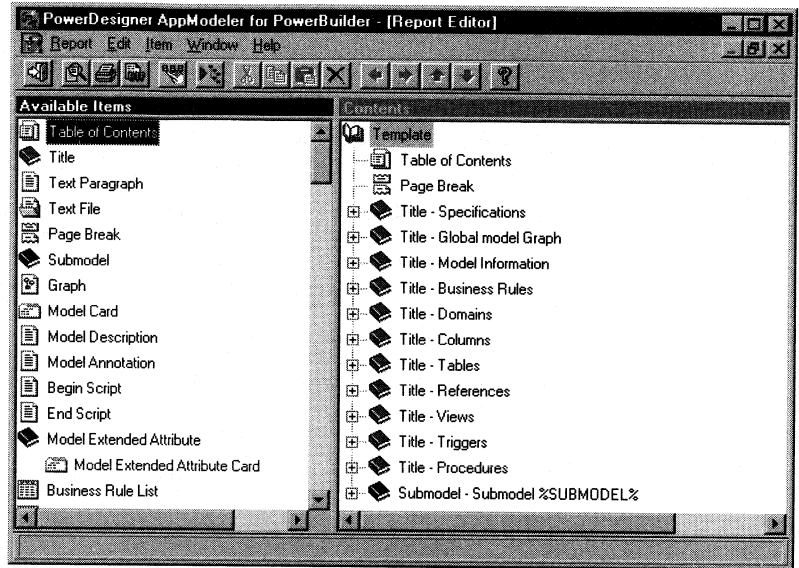 PowerDesigner AppModeler for PowerBuilder - [Report Editor]
Report Edit Item Window Help
Available Items
Table of Contents
Title
Text Paragraph
Text File
Page Break
Submodel
Graph
Model Card
Model Description
Model Annotation
Begin Script
End Script
Model Extended Attribute
Model Extended Attribute Card
Business Rule List
Contents
Template
Table of Contents
Page Break
Title - Specifications
Title - Global model Graph
Title - Model Information
Title - Business Rules
Title - Domains
Title - Columns
Title - Tables
Title - References
Title - Views
Title - Triggers
Title - Procedures
Submodel - Submodel %SUBMODEL%